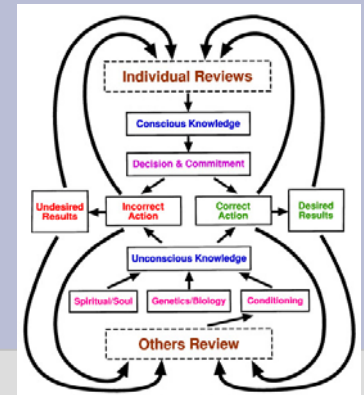 Individual Reviews
Conscious Knowledge
Decision & Commitment
Undesired
Results
Incorrect
Action
Correct
Action
Desired
Results
Unconscious Knowledge
Spiritual/Soul
Genetics/Biology
Conditioning
Others Review